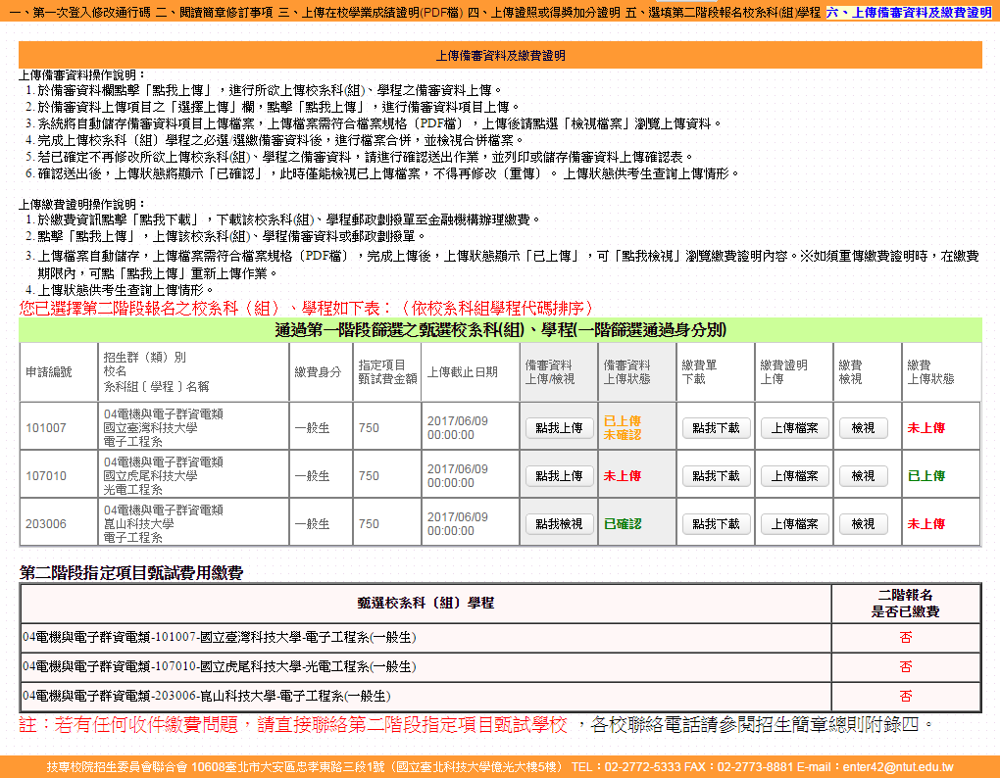 一、第一次登入修改通行碼 二、閱讀簡章修訂事項 三、上傳在校學業成績證明(PDF檔) 四、上傳證照或得獎加分證明 五、選填第二階段報名校系科(組)學程 六、上傳備審資料及繳費證明
上傳備審資料及繳費證明
上傳備審資料操作說明：
1. 於備審資料欄點擊「點我上傳」，進行所欲上傳校系科(組)、學程之備審資料上傳。
2. 於備審資料上傳項目之「選擇上傳」欄，點擊「點我上傳」，進行備審資料項目上傳。
3. 系統將自動儲存備審資料項目上傳檔案，上傳檔案需符合檔案規格〔PDF檔〕，上傳後請點選「檢視檔案」瀏覽上傳資料。
4. 完成上傳校系科〔組〕學程之必選/選繳備審資料後，進行檔案合併，並檢視合併檔案。
5. 若已確定不再修改所欲上傳校系科(組)、學程之備審資料，請進行確認送出作業，並列印或儲存備審資料上傳確認表。
6. 確認送出後，上傳狀態將顯示「已確認」，此時僅能檢視已上傳檔案，不得再修改〔重傳〕。 上傳狀態供考生查詢上傳情形。
上傳繳費證明操作說明：
1. 於繳費資訊點擊「點我下載」，下載該校系科(組)、學程郵政劃撥單至金融機構辦理繳費。
2. 點擊「點我上傳」，上傳該校系科(組)、學程備審資料或郵政劃撥單。
3. 上傳檔案自動儲存，上傳檔案需符合檔案規格〔PDF檔〕，完成上傳後，上傳狀態顯示「已上傳」，可「點我檢視」瀏覽繳費證明內容。※如須重傳繳費證明時，在繳費
期限內，可點「點我上傳」重新上傳作業。
4. 上傳狀態供考生查詢上傳情形。
您已選擇第二階段報名之校系科（組）、學程如下表：〈依校系科組學程代碼排序〉
通過第一階段篩選之甄選校系科(組)、學程(一階篩選通過身分別)
申請編號
招生群（類）別
校名
系科組〔學程〕名稱
繳費身分
指定項目
甄試費金額
上傳截止日期
備審資料
上傳/檢視
備審資料
上傳狀態
繳費單
下載
繳費證明
上傳
繳費
檢視
繳費
上傳狀態
101007
04電機與電子群資電類
國立臺灣科技大學
電子工程系
一般生
750
2017/06/09
00:00:00
點我上傳
已上傳
未確認
點我下載
上傳檔案
檢視
未上傳
107010
04電機與電子群資電類
國立虎尾科技大學
光電工程系
一般生
750
2017/06/09
00:00:00
點我上傳
未上傳
點我下載
上傳檔案
檢視
已上傳
203006
04電機與電子群資電類
崑山科技大學
電子工程系
一般生
750
2017/06/09
00:00:00
點我檢視
已確認
點我下載
上傳檔案
檢視
未上傳
第二階段指定項目甄試費用繳費
甄選校系科〔組〕學程
二階報名
是否已繳費
04電機與電子群資電類-101007-國立臺灣科技大學-電子工程系(一般生)
否
04電機與電子群資電類-107010-國立虎尾科技大學-光電工程系(一般生)
否
04電機與電子群資電類-203006-崑山科技大學-電子工程系(一般生)
否
註：若有任何收件繳費問題，請直接聯絡第二階段指定項目甄試學校 ，各校聯絡電話請參閱招生簡章總則附錄四。
技專校院招生委員會聯合會 10608臺北市大安區忠孝東路三段1號（國立臺北科技大學億光大樓5樓） TEL：02-2772-5333 FAX：02-2773-8881 E-mail：enter42@ntut.edu.tw